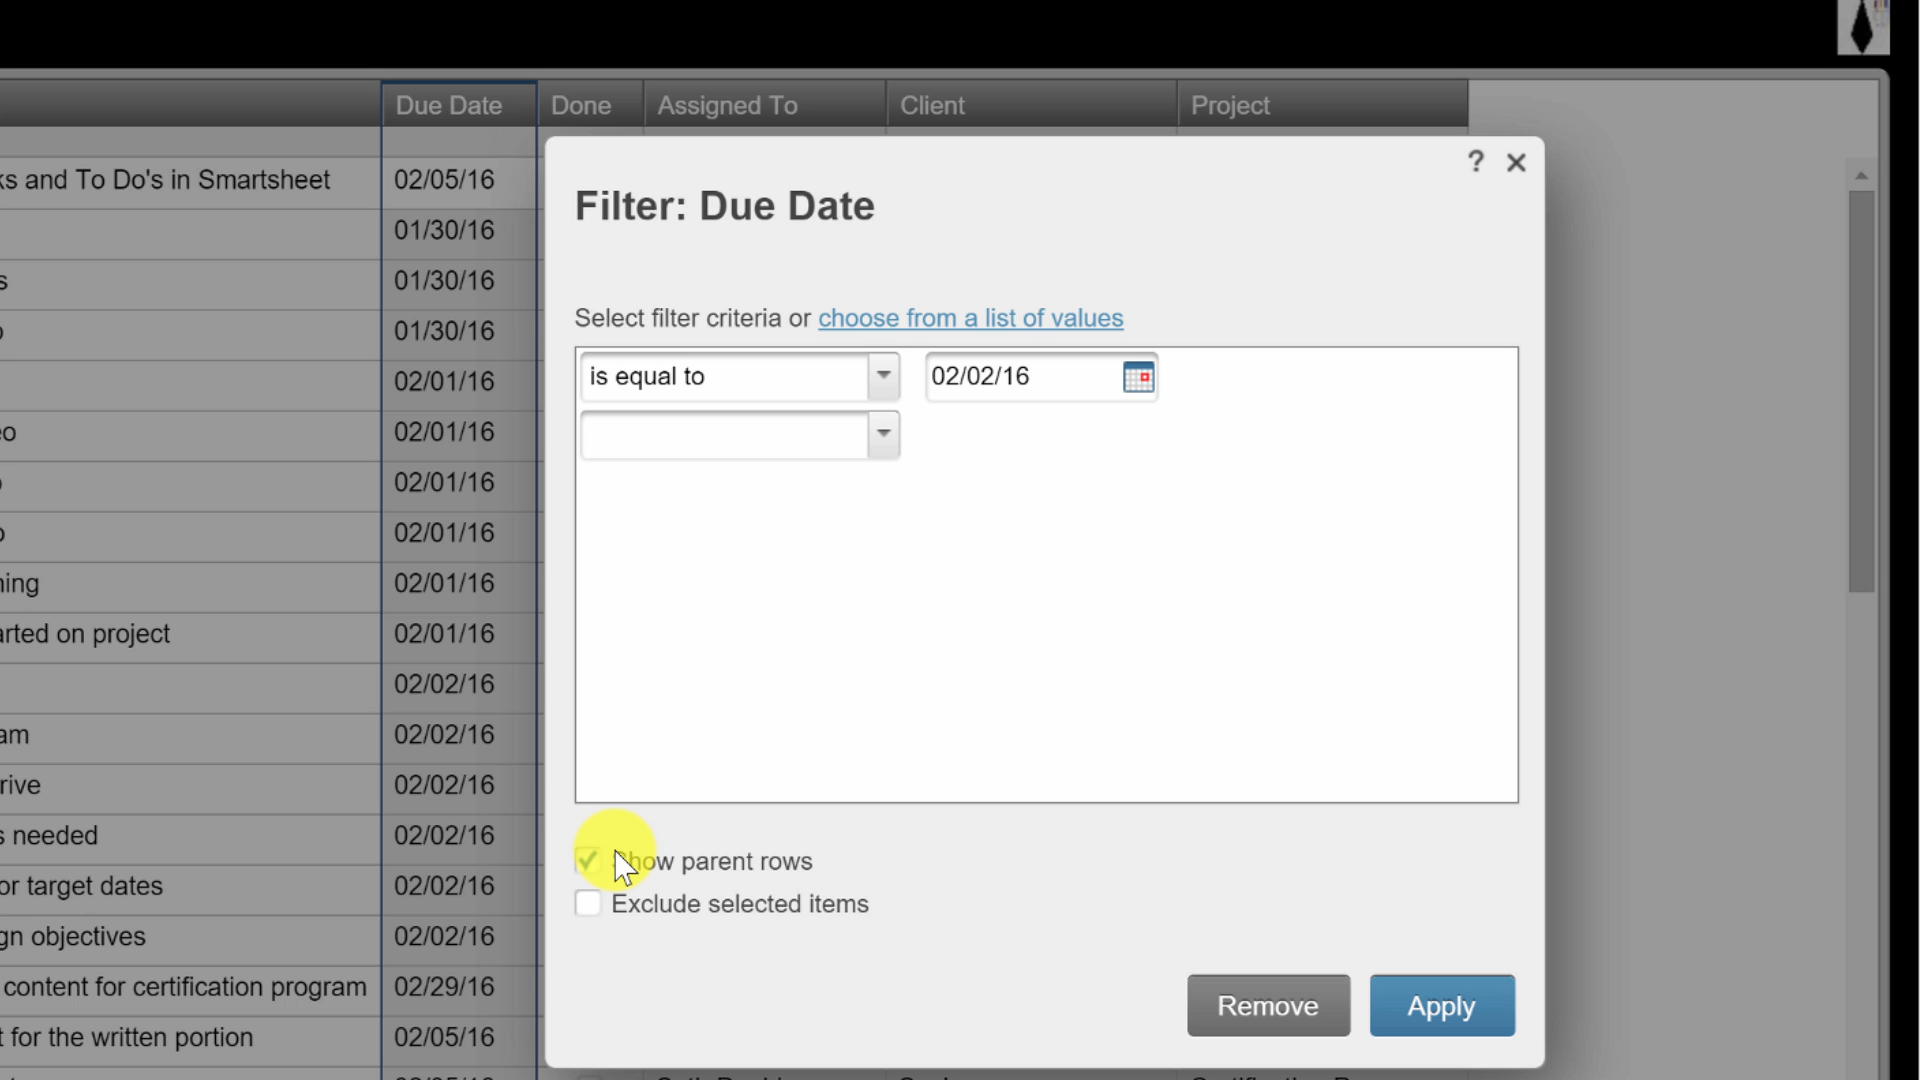 Due Date Done Assigned To Client Project
ks and To Do's in Smartsheet 02/05/16
01/30/16
s 01/30/16
o 01/30/16
02/01/16
eo 02/01/16
o 02/01/16
o 02/01/16
ning 02/01/16
arted on project 02/01/16
02/02/16
am 02/02/16
rive 02/02/16
s needed 02/02/16
or target dates 02/02/16
gn objectives 02/02/16
content for certification program 02/29/16
t for the written portion 02/05/16
? ×
Filter: Due Date
Select filter criteria or choose from a list of values
is equal to 02/02/16
Show parent rows
Exclude selected items
Remove Apply